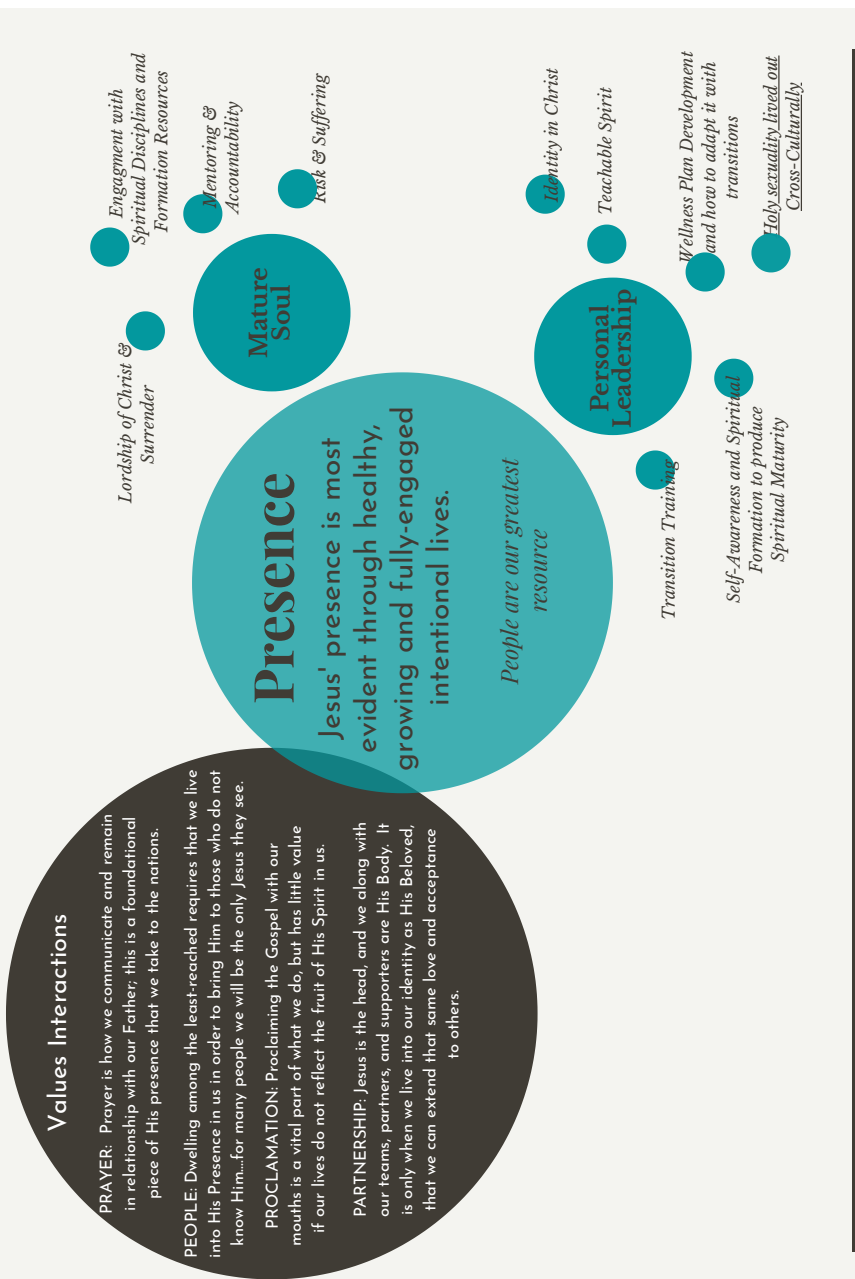 Values Interactions
PRAYER:  Prayer is how we communicate and remain
in relationship with our Father; this is a foundational
piece of His presence that we take to the nations.
PEOPLE: Dwelling among the least-reached requires that we live
into His Presence in us in order to bring Him to those who do not
know Him...for many people we will be the only Jesus they see.
PROCLAMATION: Proclaiming the Gospel with our
mouths is a vital part of what we do, but has little value
if our lives do not reflect the fruit of His Spirit in us.
PARTNERSHIP: Jesus is the head, and we along with
our teams, partners, and supporters are His Body.  It
is only when we live into our identity as His Beloved,
that we can extend that same love and acceptance
to others.
Presence
Jesus' presence is most
evident through healthy,
growing and fully-engaged
intentional lives.
People are our greatest
resource
Mature
Soul
Lordship of Christ &
Surrender
Engagment with
Spiritual Disciplines and
Formation Resources
Mentoring &
Accountability
Risk & Suffering
Personal
Leadership
Identity in Christ
Teachable Spirit
Wellness Plan Development
and how to adapt it with
transitions
Holy sexuality lived out
Cross-Culturally
Transition Training
Self-Awareness and Spiritual
Formation to produce
Spiritual Maturity